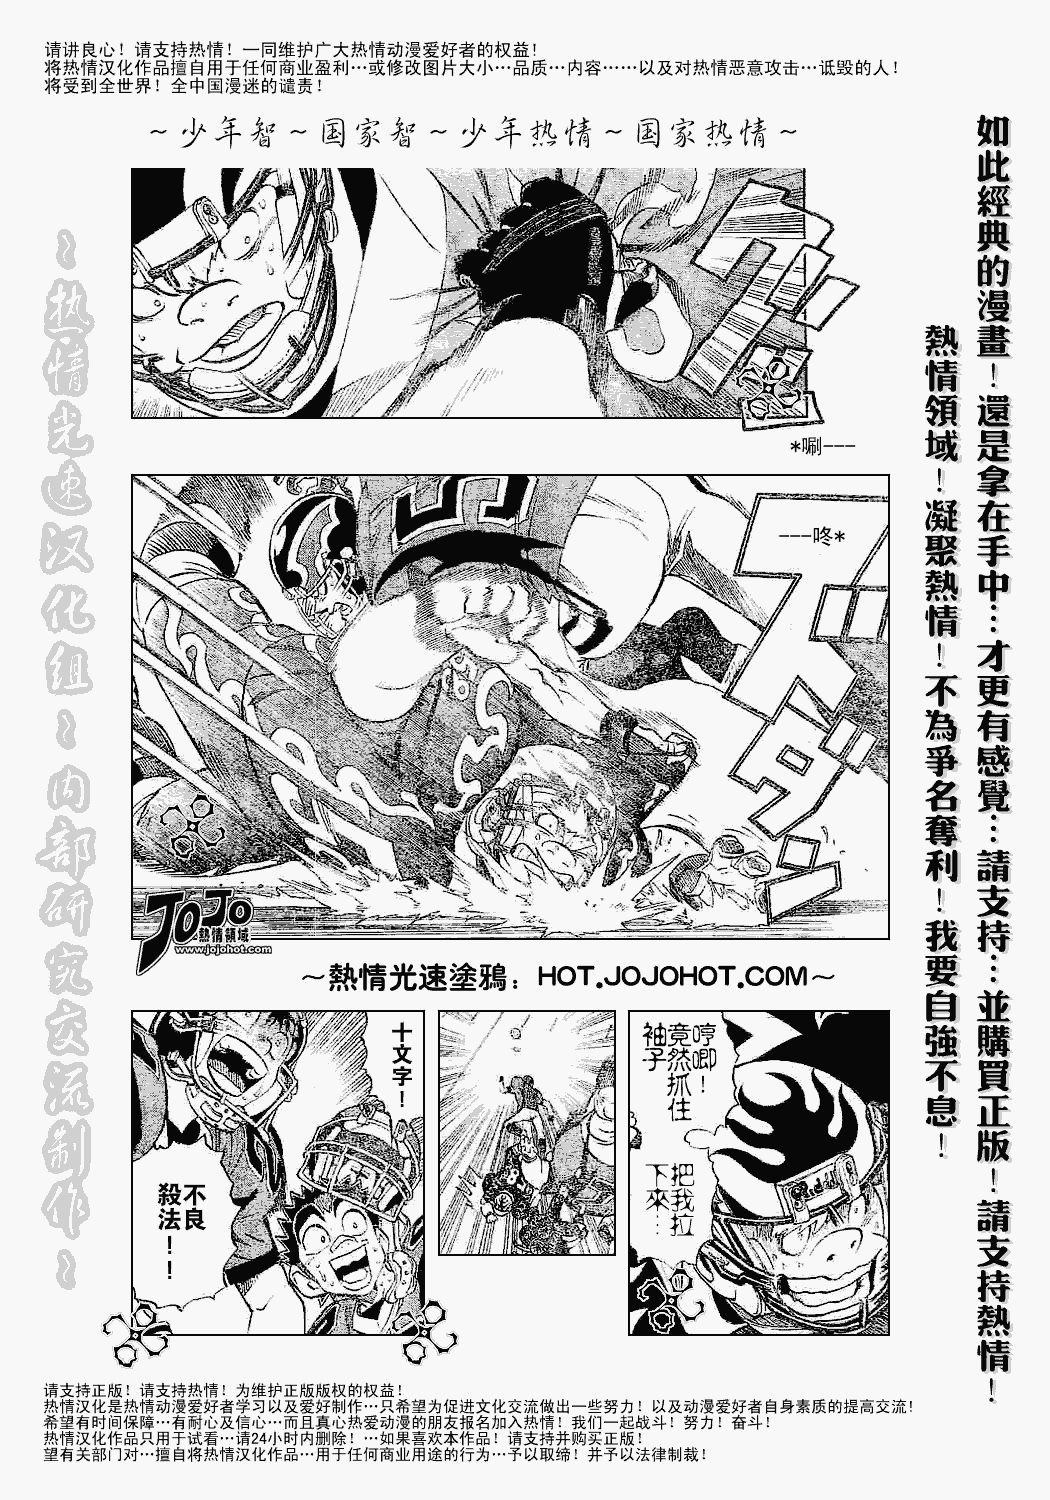 请讲良心！请支持热情！一同维护广大热情动漫爱好者的权益！
将热情汉化作品擅自用于任何商业盈利…或修改图片大小…品质…内容……以及对热情恶意攻击…诋毁的人！
将受到全世界！全中国漫迷的谴责！
～少年智～国家智～少年热情～国家热情～
如此經典的漫畫！還是拿在手中…才更有感覺…請支持…並購買正版！請支持熱情！
熱情領域！凝聚熱情！不為爭名奪利！我要自強不息！
～热情光速汉化组～内部研究交流制作～
*唰---
---咚*
ズダン
JOJO
熱情領域
www.jojohot.com
～熱情光速塗鴉：HOT.JOJOHOT.COM～
哼唧！
竟然抓住
袖子
把我拉
下來…
十文字！
不良
殺法！！
请支持正版！请支持热情！为维护正版版权的权益！
热情汉化是热情动漫爱好者学习以及爱好制作…只希望为促进文化交流做出一些努力！以及动漫爱好者自身素质的提高交流！
希望有时间保障…有耐心及信心…而且真心热爱动漫的朋友报名加入热情！我们一起战斗！努力！奋斗！
热情汉化作品只用于试看…请24小时内删除！…如果喜欢本作品！请支持并购买正版！
望有关部门对…擅自将热情汉化作品…用于任何商业用途的行为…予以取缔！并予以法律制裁！